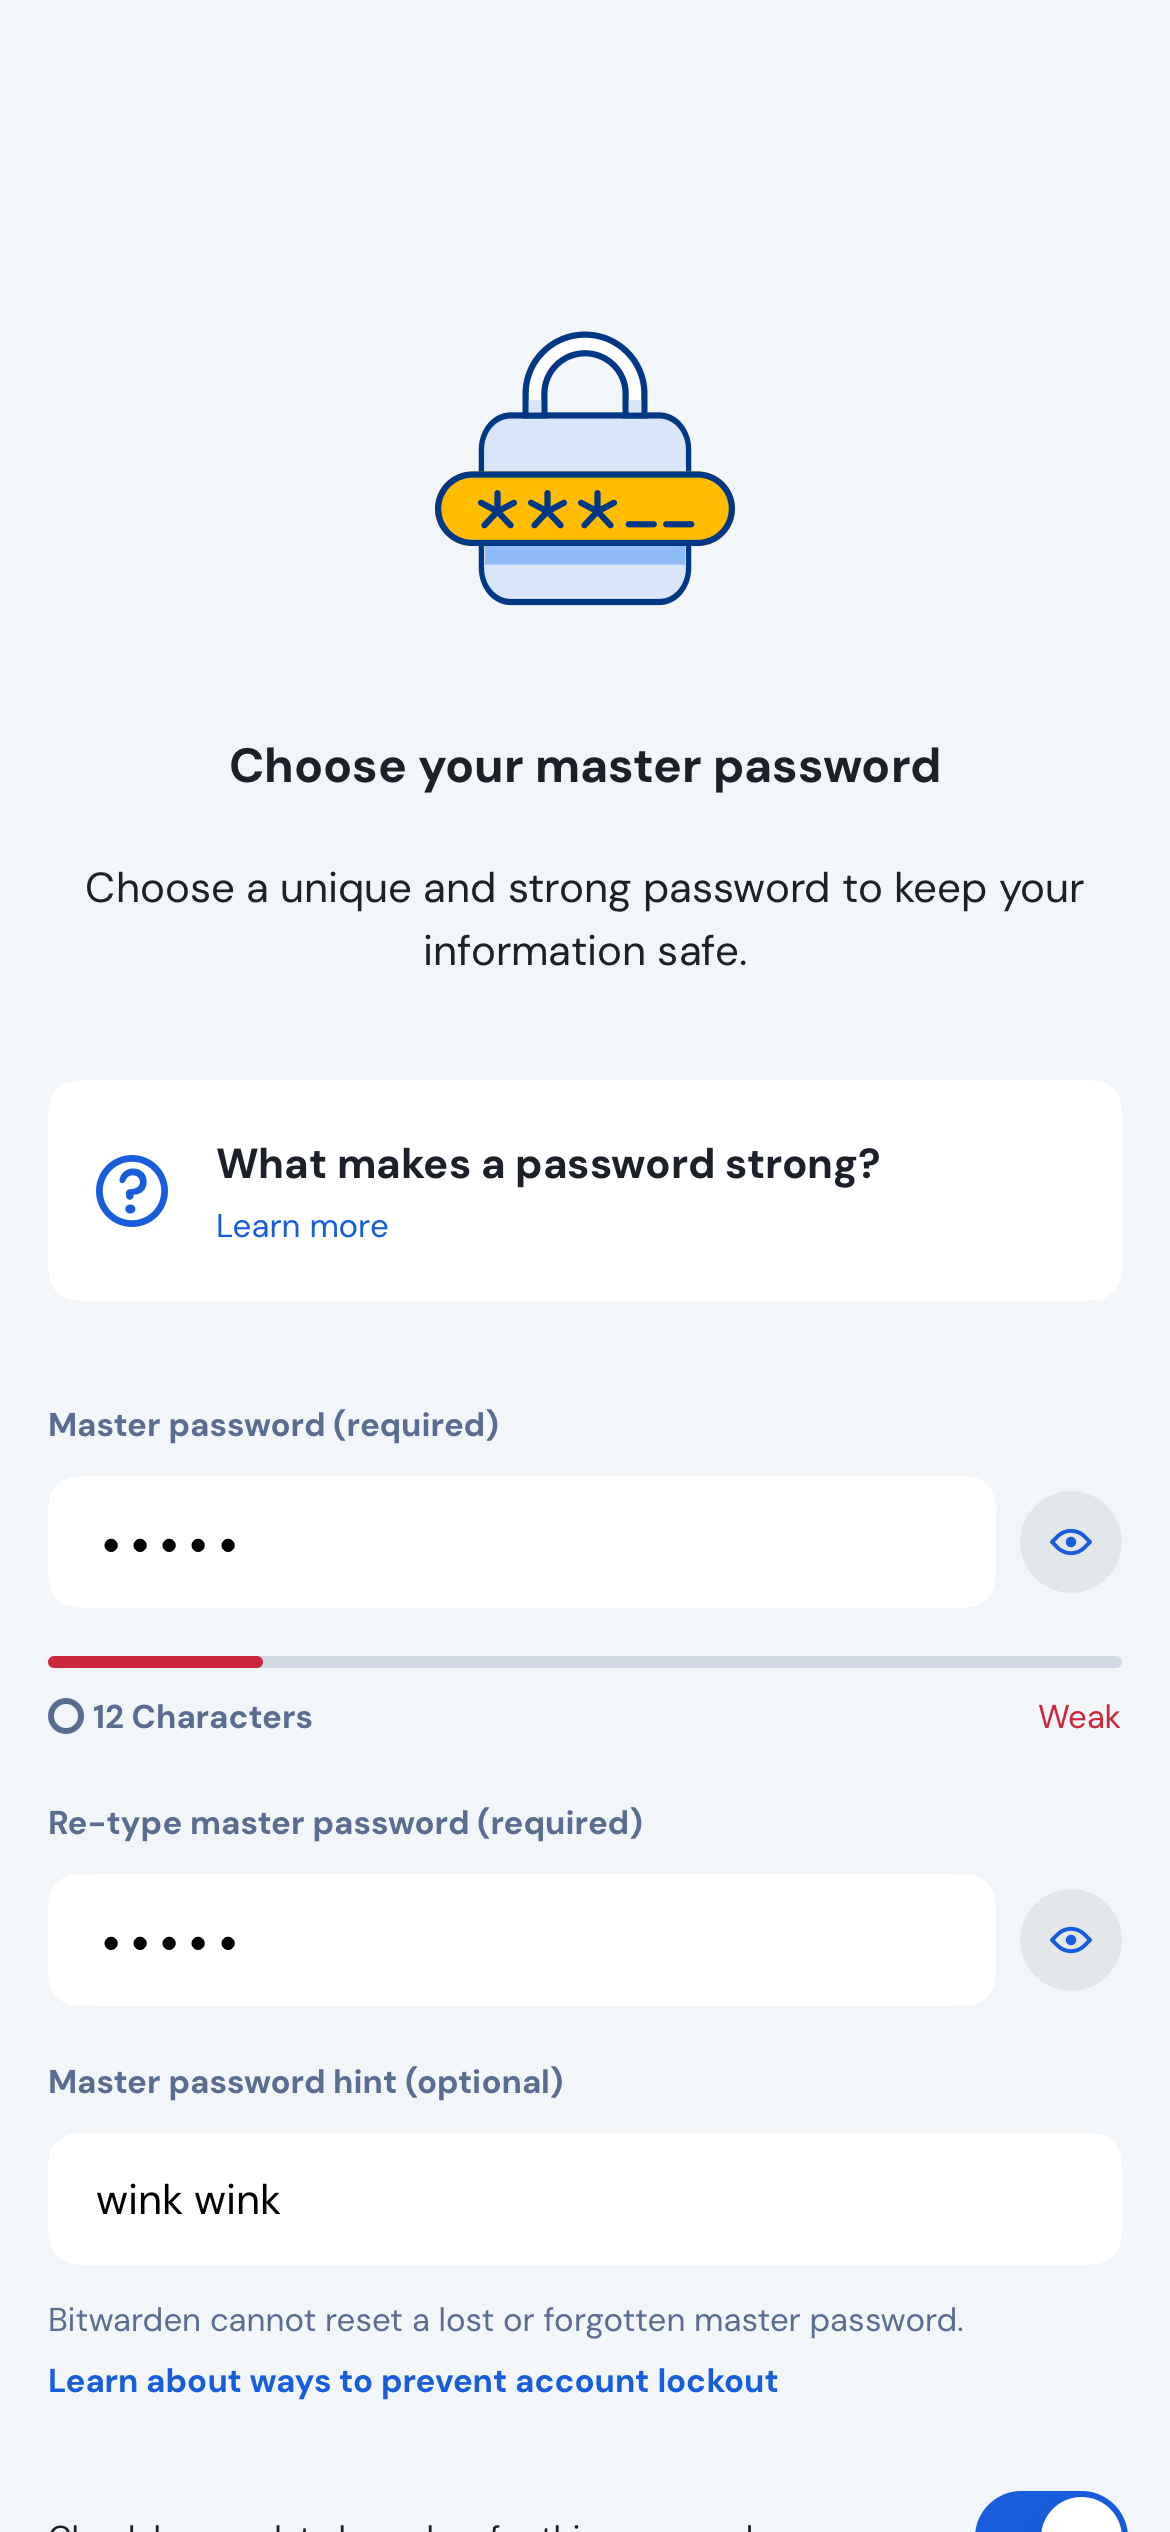 ***__
Choose your master password
Choose a unique and strong password to keep your
information safe.
What makes a password strong?
Learn more
Master password (required)
•••••
12 Characters
Weak
Re-type master password (required)
•••••
Master password hint (optional)
wink wink
Bitwarden cannot reset a lost or forgotten master password.
Learn about ways to prevent account lockout